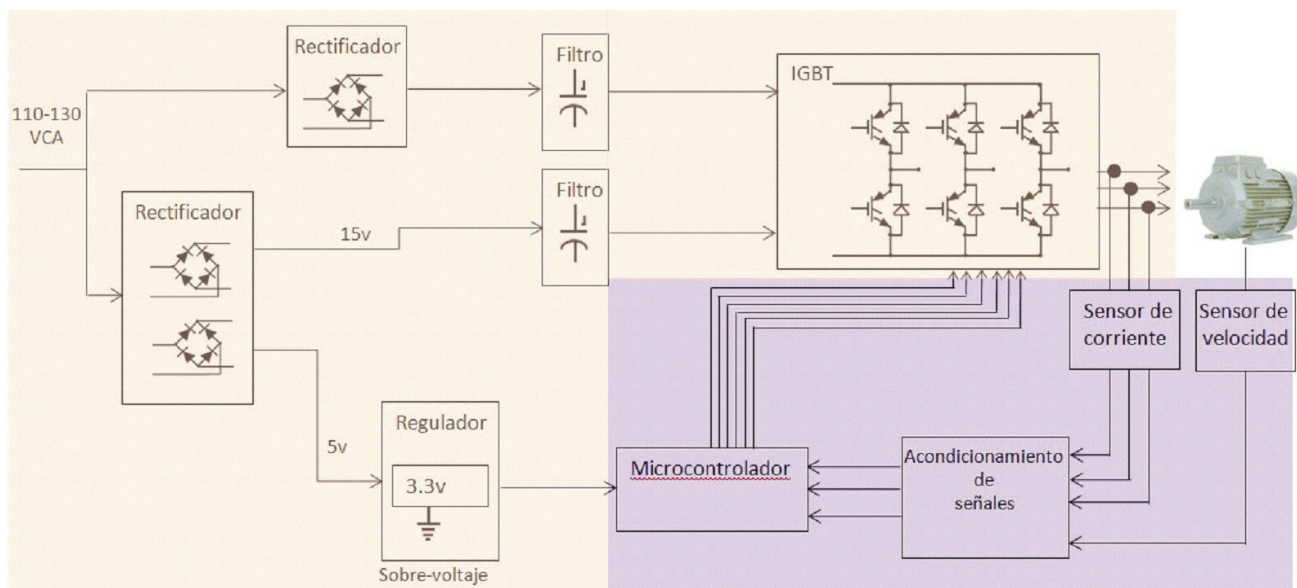 Rectificador
Filtro
IGBT
110-130
VCA
Rectificador
15v
Filtro
Sensor de
corriente
Sensor de
velocidad
5v
Regulador
3.3v
Sobre-voltaje
Microcontrolador
Acondicionamiento
de
señales